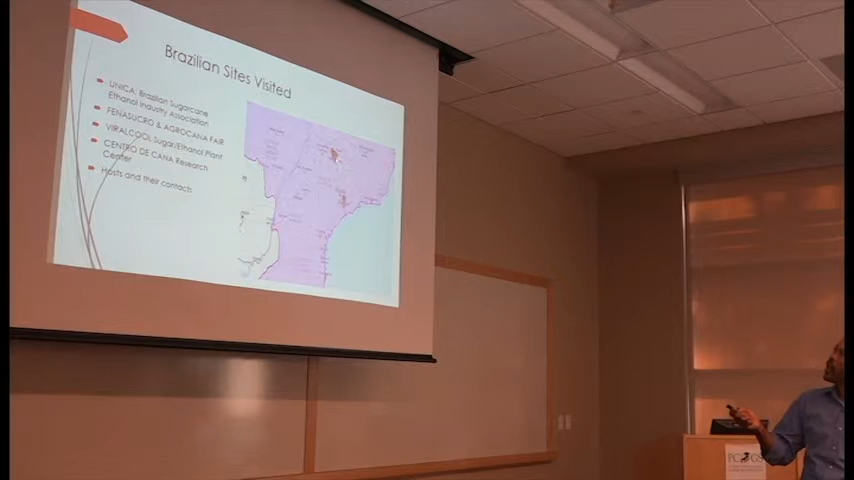 Brazilian Sites Visited
UNICA: Brazilian Sugarcane
Ethanol Industry Association
FENASUCRO & AGROCANA FAIR
VIRALCOOL Sugar/Ethanol Plant
CENTRO DE CANA Research
Center
Hosts and their contacts